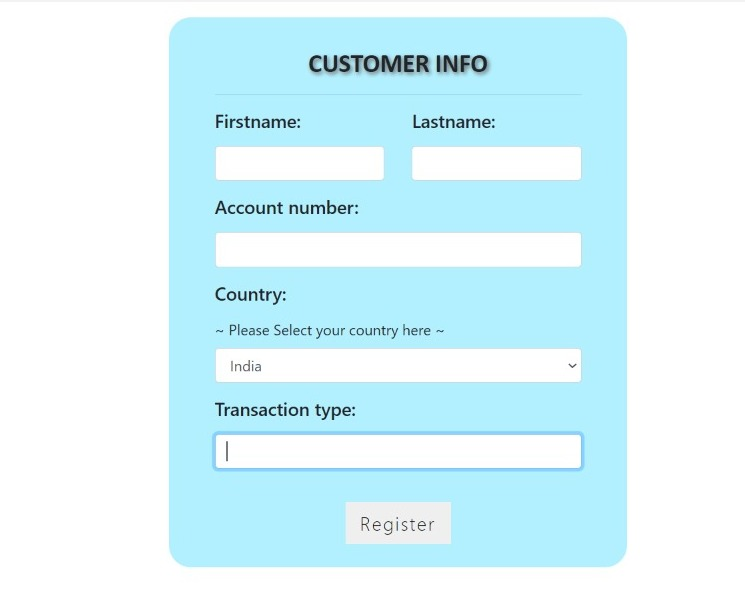 CUSTOMER INFO
Firstname: Lastname:
Account number:
Country:
~ Please Select your country here ~
India
Transaction type:
Register